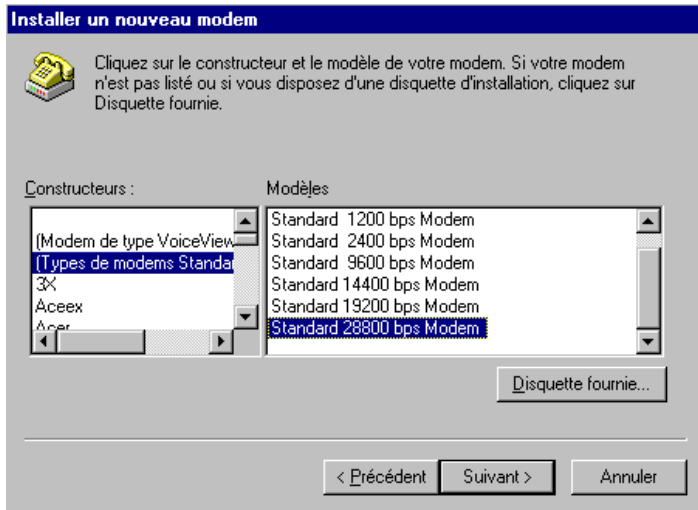 Installer un nouveau modem
Cliquez sur le constructeur et le modèle de votre modem. Si votre modem
n'est pas listé ou si vous disposez d'une disquette d'installation, cliquez sur
Disquette fournie.
Constructeurs :
(Modem de type VoiceView
(Types de modems Standar
3X
Aceex
Acer
Modèles
Standard 1200 bps Modem
Standard 2400 bps Modem
Standard 9600 bps Modem
Standard 14400 bps Modem
Standard 19200 bps Modem
Standard 28800 bps Modem
Disquette fournie...
< Précédent
Suivant >
Annuler